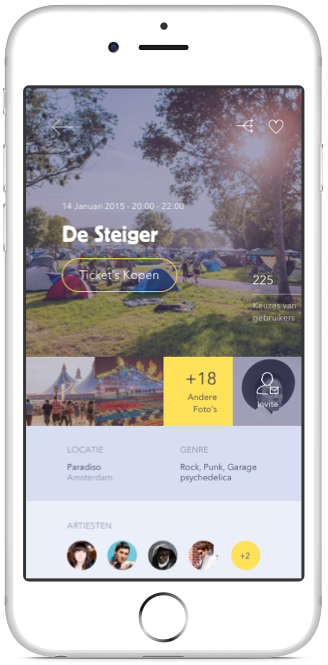 14 Januari 2015 - 20:00 - 22:00
De Steiger
Ticket's Kopen
225
Keuzes van
gebruikers
+18
Andere
Foto's
Invite
LOCATIE
GENRE
Paradiso
Rock, Punk, Garage
Amsterdam
psychedelica
ARTIESTEN
+2